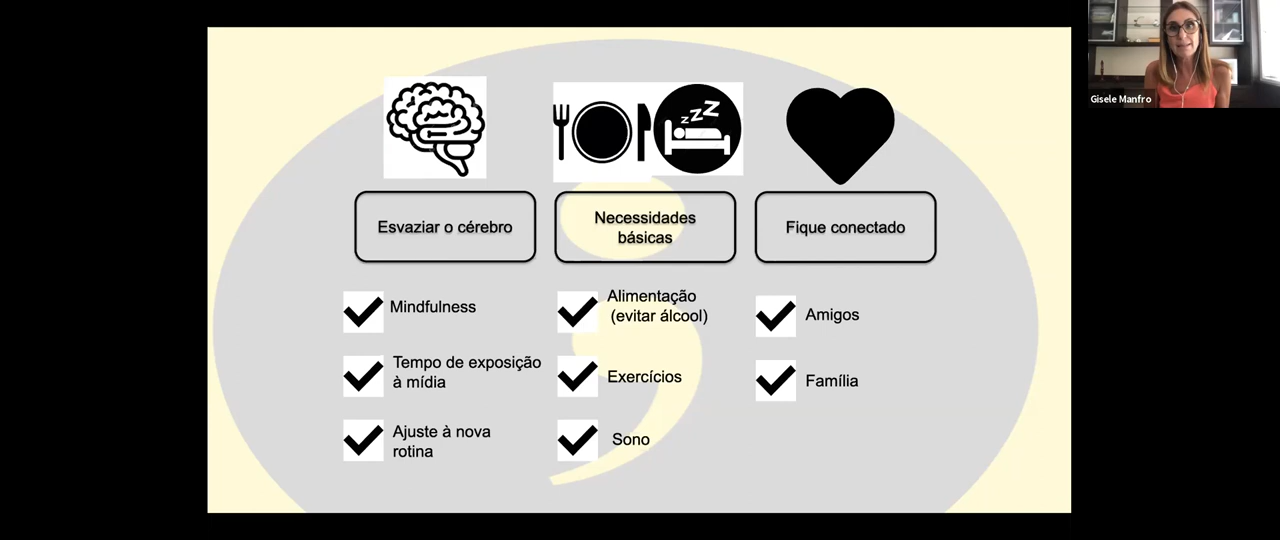 zzZ
Gisele Manfro
Esvaziar o cérebro
Necessidades
básicas
Fique conectado
Mindfulness
Tempo de exposição
à mídia
Ajuste à nova
rotina
Alimentação
(evitar álcool)
Exercícios
Sono
Amigos
Família